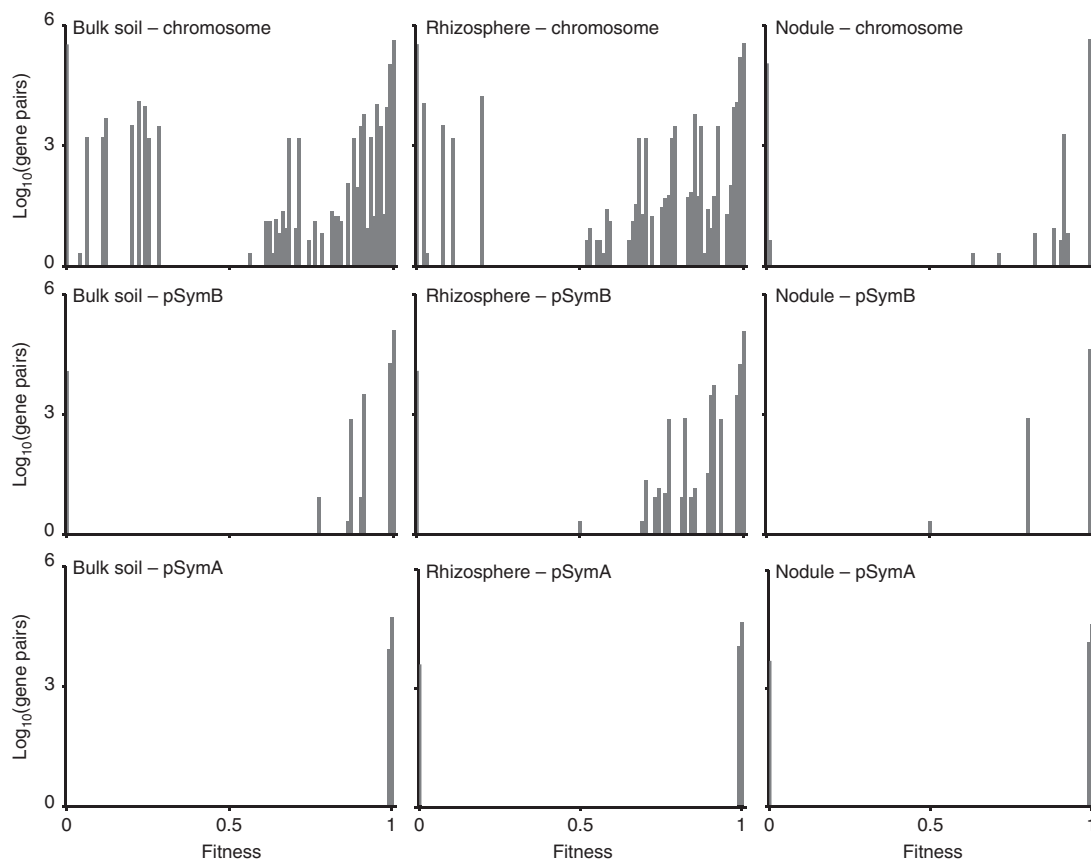 Bulk soil – chromosome
Rhizosphere – chromosome
Nodule – chromosome
6
3
0
Log10(gene pairs)
Bulk soil – pSymB
Rhizosphere – pSymB
Nodule – pSymB
6
3
0
Log10(gene pairs)
Bulk soil – pSymA
Rhizosphere – pSymA
Nodule – pSymA
6
3
0
Log10(gene pairs)
0 0.5 1
0 0.5 1
0 0.5 1
Fitness
Fitness
Fitness